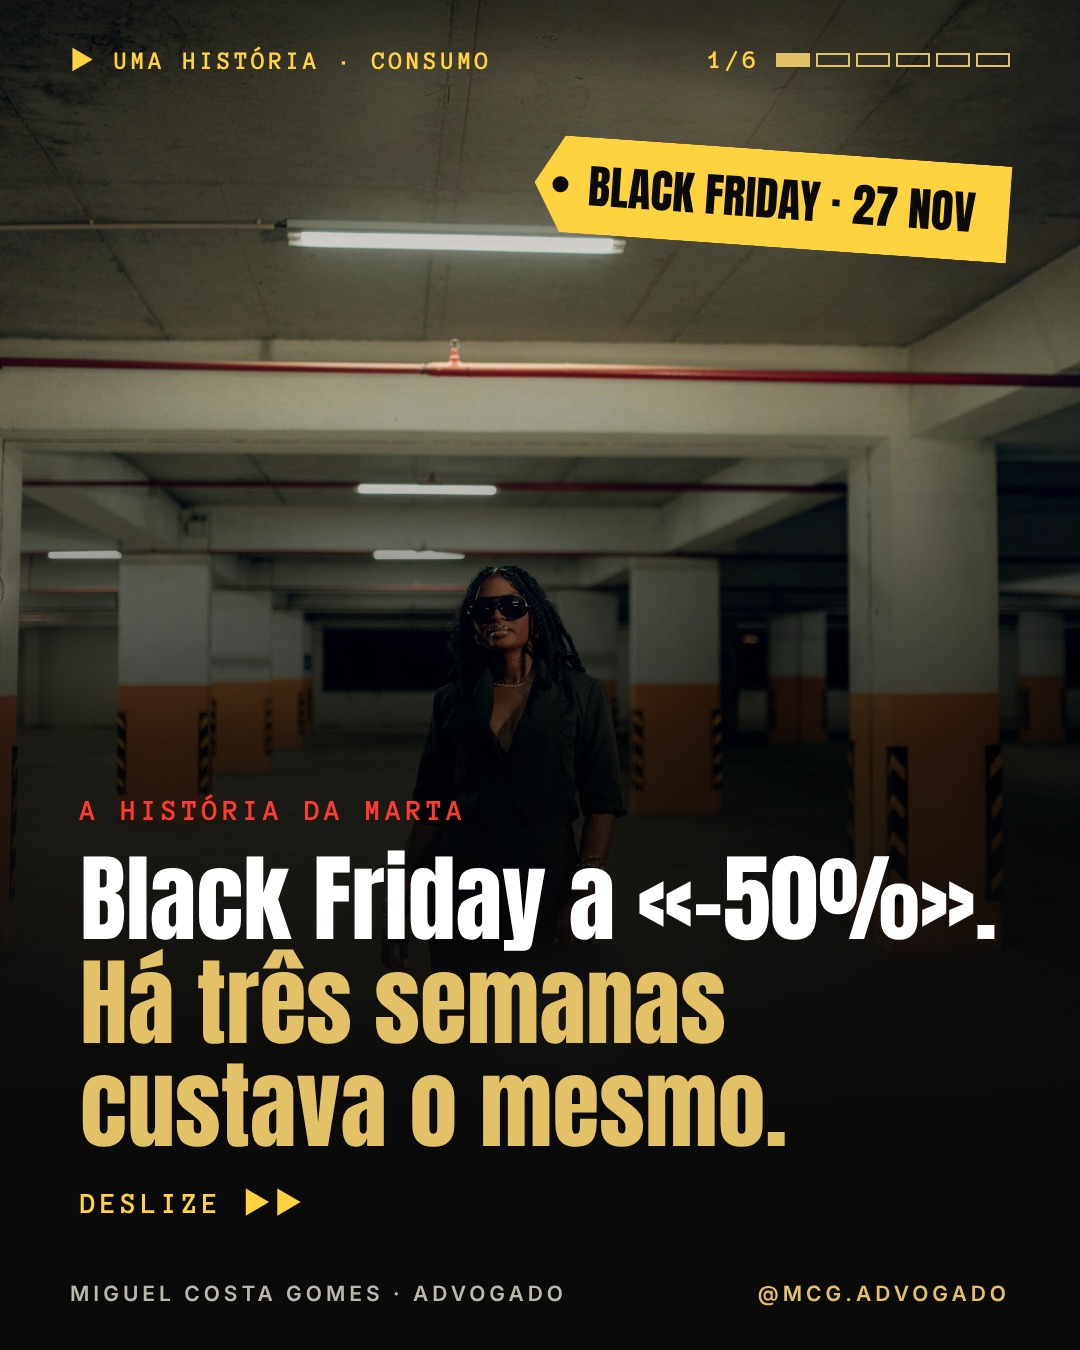 ▶ UMA HISTÓRIA · CONSUMO
1/6
BLACK FRIDAY · 27 NOV
A HISTÓRIA DA MARTA
Black Friday a «-50%».
Há três semanas
custava o mesmo.
DESLIZE ▶▶
MIGUEL COSTA GOMES · ADVOGADO
@MCG.ADVOGADO